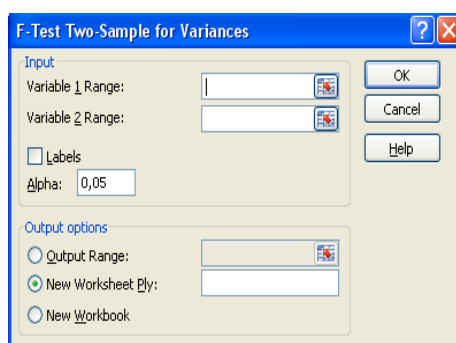 F-Test Two-Sample for Variances
Input
Variable 1 Range:
Variable 2 Range:
Labels
Alpha: 0,05
Output options
Output Range:
New Worksheet Ply:
New Workbook
OK
Cancel
Help